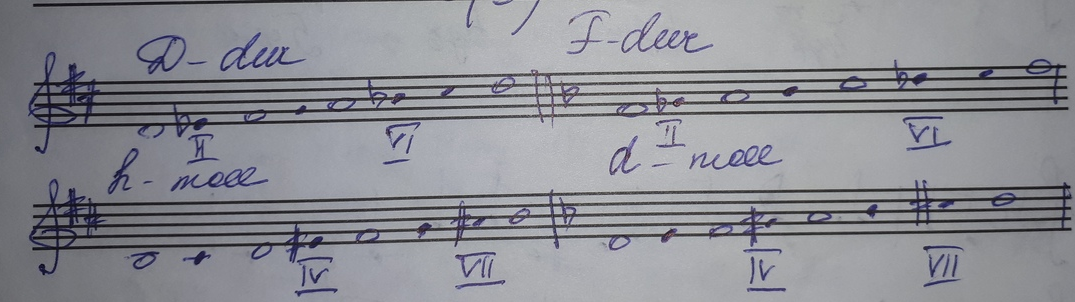 D-dur F-dur
II VI II VI
h-moll d-moll
IV VII IV VII